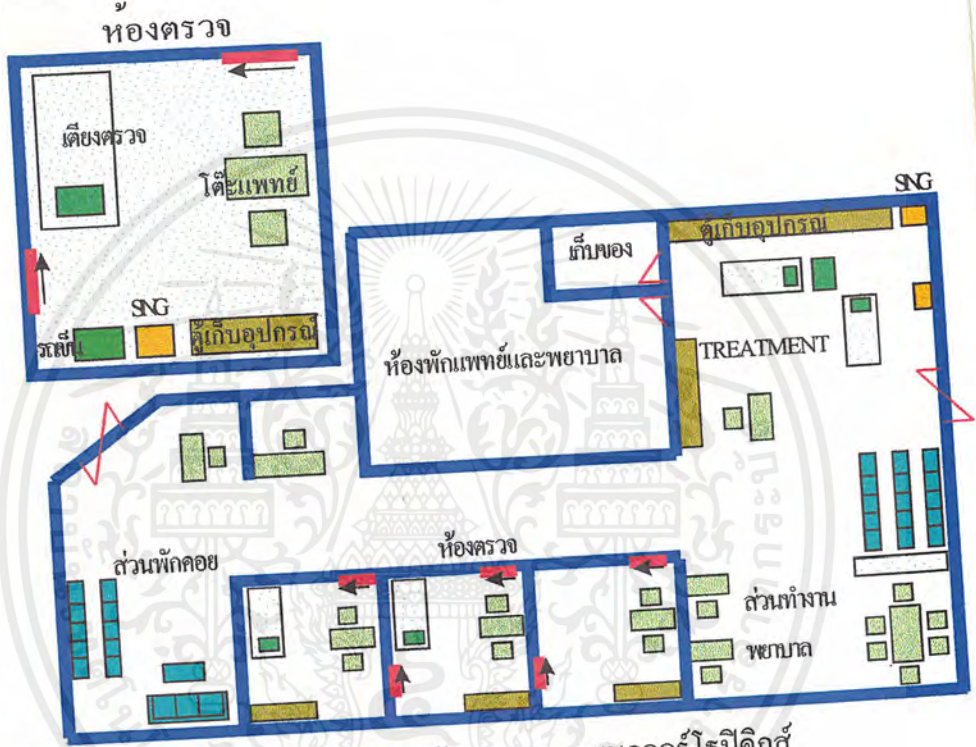 ห้องตรวจ
เตียงตรวจ
โต๊ะแพทย์
SNG
รถเข็น
ตู้เก็บอุปกรณ์
SNG
ตู้เก็บอุปกรณ์
เก็บของ
ห้องพักแพทย์และพยาบาล
TREATMENT
ส่วนพักคอย
ห้องตรวจ
ส่วนทำงาน
พยาบาล